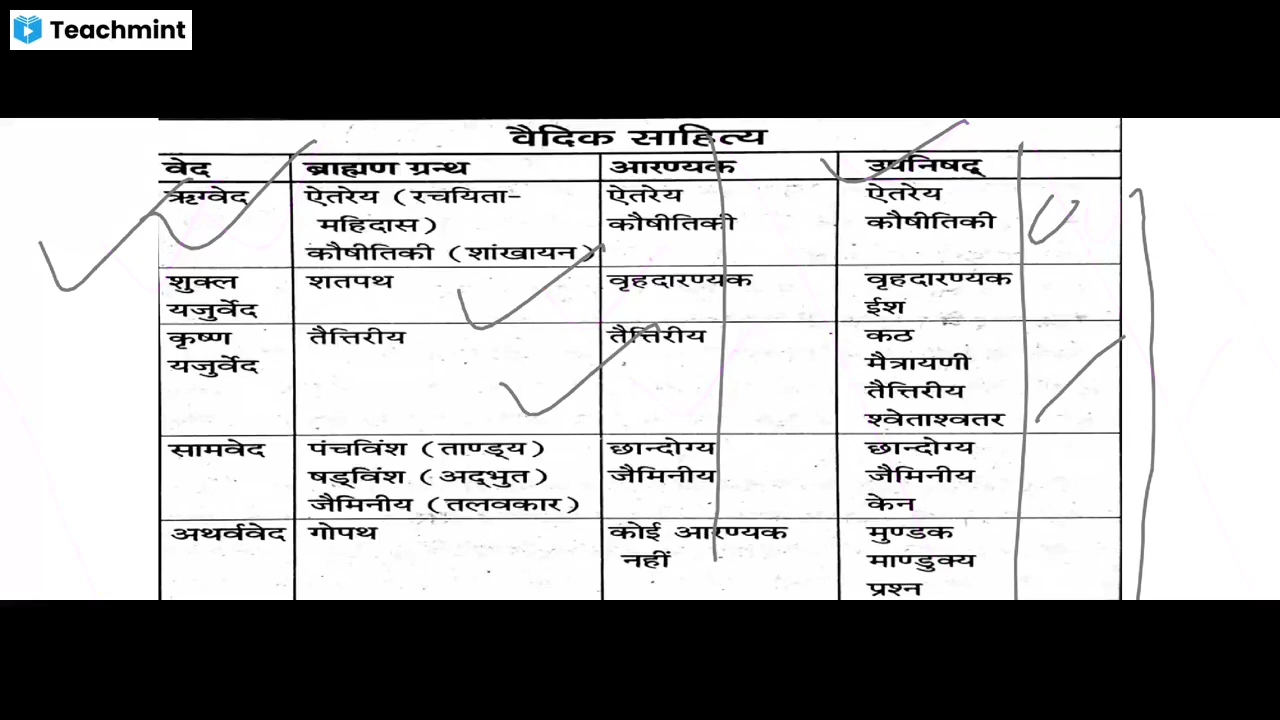 Teachmint
वैदिक साहित्य
वेद ब्राह्मण ग्रन्थ आरण्यक उपनिषद्
ऋग्वेद ऐतरेय (रचयिता- ऐतरेय ऐतरेय
महिदास) कौषीतिकी कौषीतिकी
कौषीतिकी (शांखायन)
शुक्ल शतपथ वृहदारण्यक वृहदारण्यक
यजुर्वेद ईश
कृष्ण तैत्तिरीय तैत्तिरीय कठ
यजुर्वेद मैत्रायणी
तैत्तिरीय
श्वेताश्वतर
सामवेद पंचविंश (ताण्ड्य) छान्दोग्य छान्दोग्य
षड्विंश (अद्भुत) जैमिनीय जैमिनीय
जैमिनीय (तलवकार) केन
अथर्ववेद गोपथ कोई आरण्यक मुण्डक
नहीं माण्डुक्य
प्रश्न